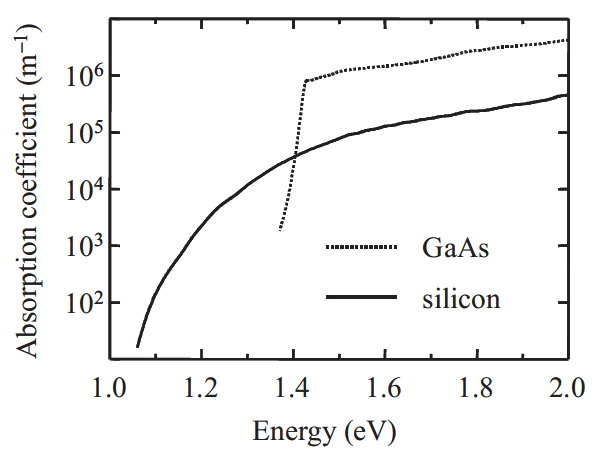 Absorption coefficient (m⁻¹)
10⁶
10⁵
10⁴
10³
10²
GaAs
silicon
1.0 1.2 1.4 1.6 1.8 2.0
Energy (eV)